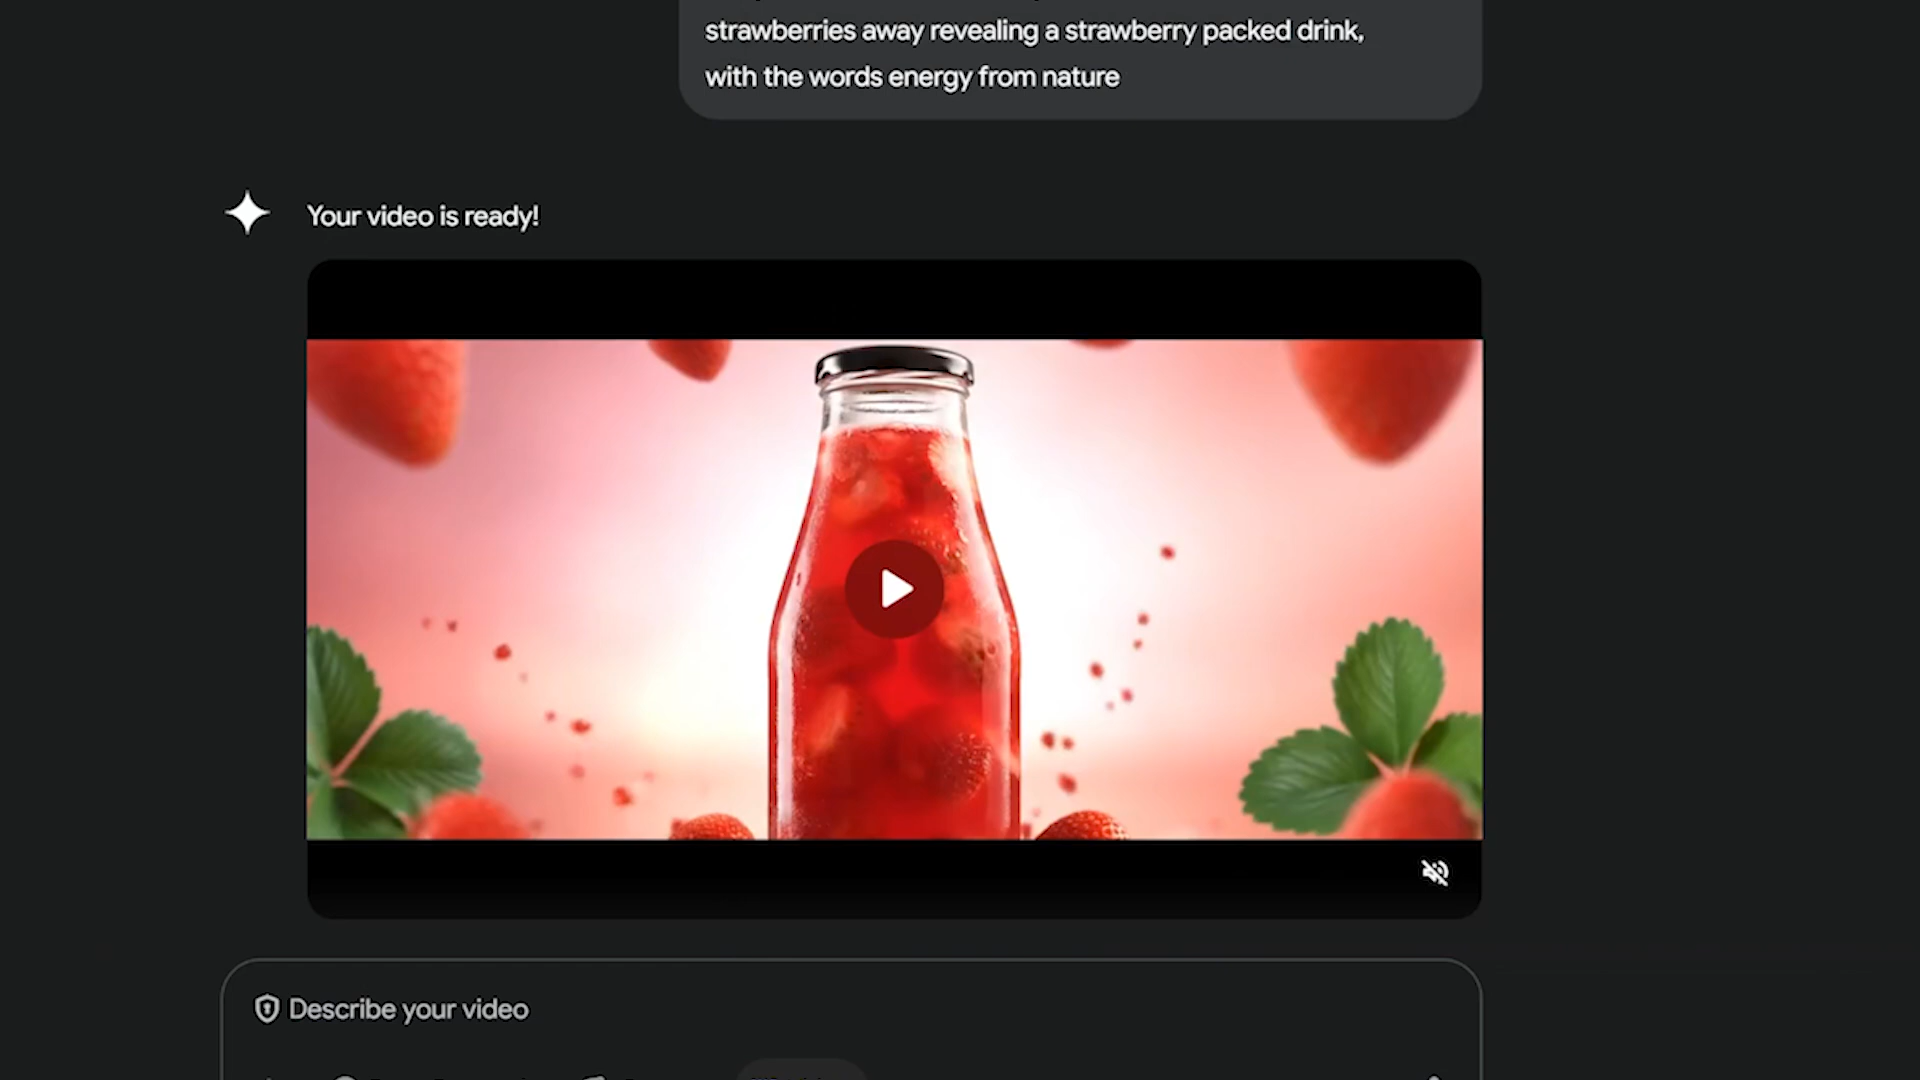 strawberries away revealing a strawberry packed drink,
with the words energy from nature
Your video is ready!
Describe your video